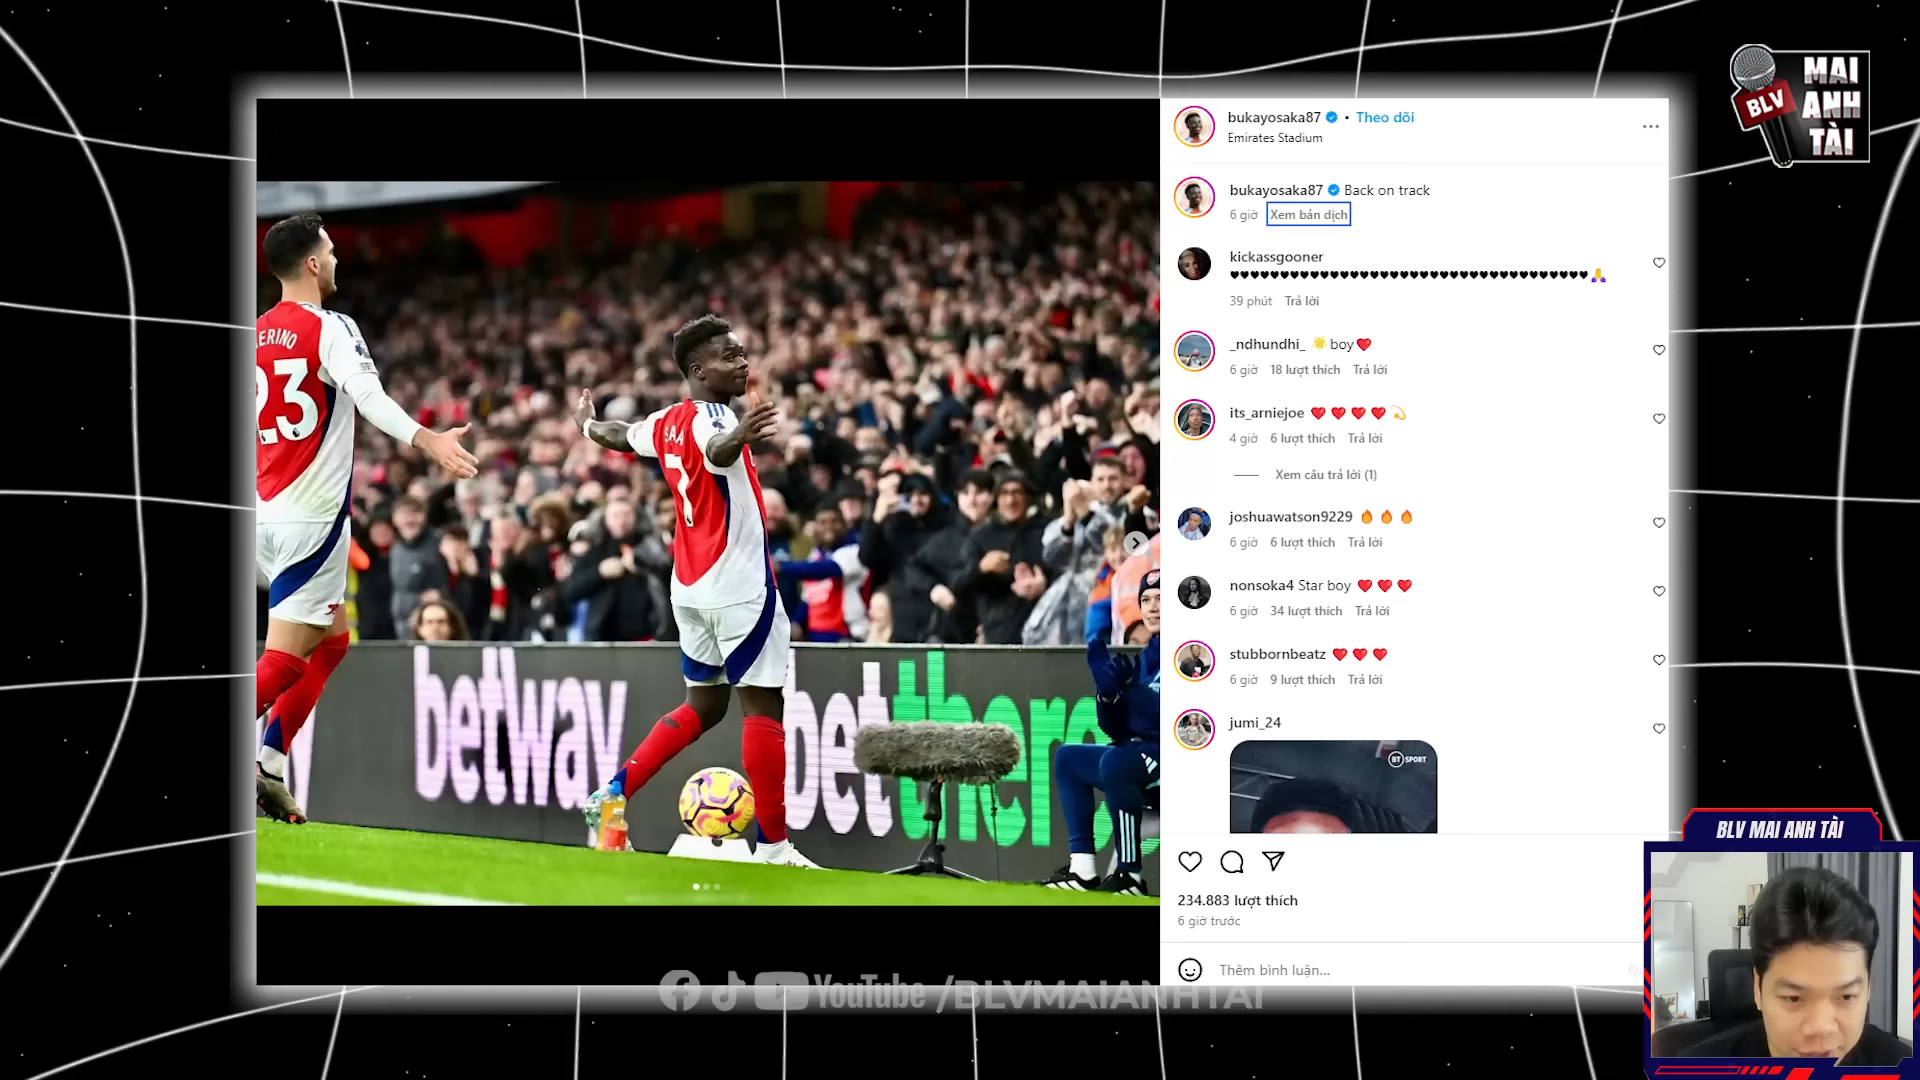 MAI
BLV ANH
TÀI
bukayosaka87 • Theo dõi
Emirates Stadium
bukayosaka87 Back on track
6 giờ Xem bản dịch
kickassgooner
39 phút Trả lời
_ndhundhi_ boy
6 giờ 18 lượt thích Trả lời
its_arniejoe
4 giờ 6 lượt thích Trả lời
Xem câu trả lời (1)
joshuawatson9229
6 giờ 6 lượt thích Trả lời
nonsoka4 Star boy
6 giờ 34 lượt thích Trả lời
stubbornbeatz
6 giờ 9 lượt thích Trả lời
jumi_24
BT SPORT
234.883 lượt thích
6 giờ trước
Thêm bình luận...
ERINO
23
7
betway
bet there
YouTube /BLVMAIANHTAI
BLV MAI ANH TÀI